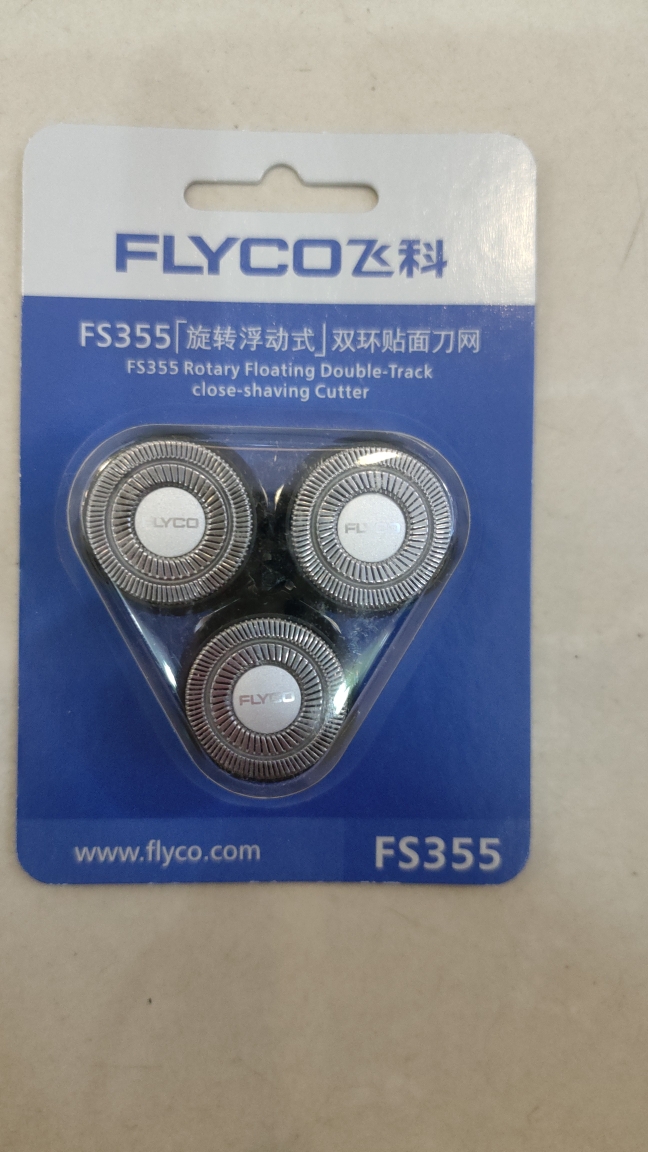 FLYCO飞科
FS355「旋转浮动式」双环贴面刀网
FS355 Rotary Floating Double-Track
close-shaving Cutter
LYCO
FLYCO
FLYCO
www.flyco.com
FS355